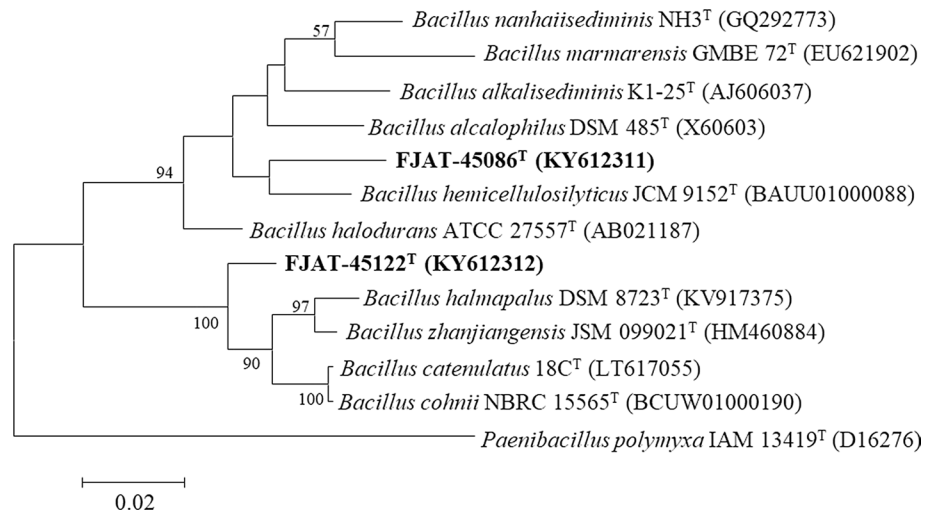 Bacillus nanhaiisediminis NH3ᵀ (GQ292773)
57
Bacillus marmarensis GMBE 72ᵀ (EU621902)
Bacillus alkalisediminis K1-25ᵀ (AJ606037)
Bacillus alcalophilus DSM 485ᵀ (X60603)
FJAT-45086ᵀ (KY612311)
94
Bacillus hemicellulosilyticus JCM 9152ᵀ (BAUU01000088)
Bacillus halodurans ATCC 27557ᵀ (AB021187)
FJAT-45122ᵀ (KY612312)
Bacillus halmapalus DSM 8723ᵀ (KV917375)
97
100
Bacillus zhanjiangensis JSM 099021ᵀ (HM460884)
90
Bacillus catenulatus 18Cᵀ (LT617055)
100
Bacillus cohnii NBRC 15565ᵀ (BCUW01000190)
Paenibacillus polymyxa IAM 13419ᵀ (D16276)
0.02